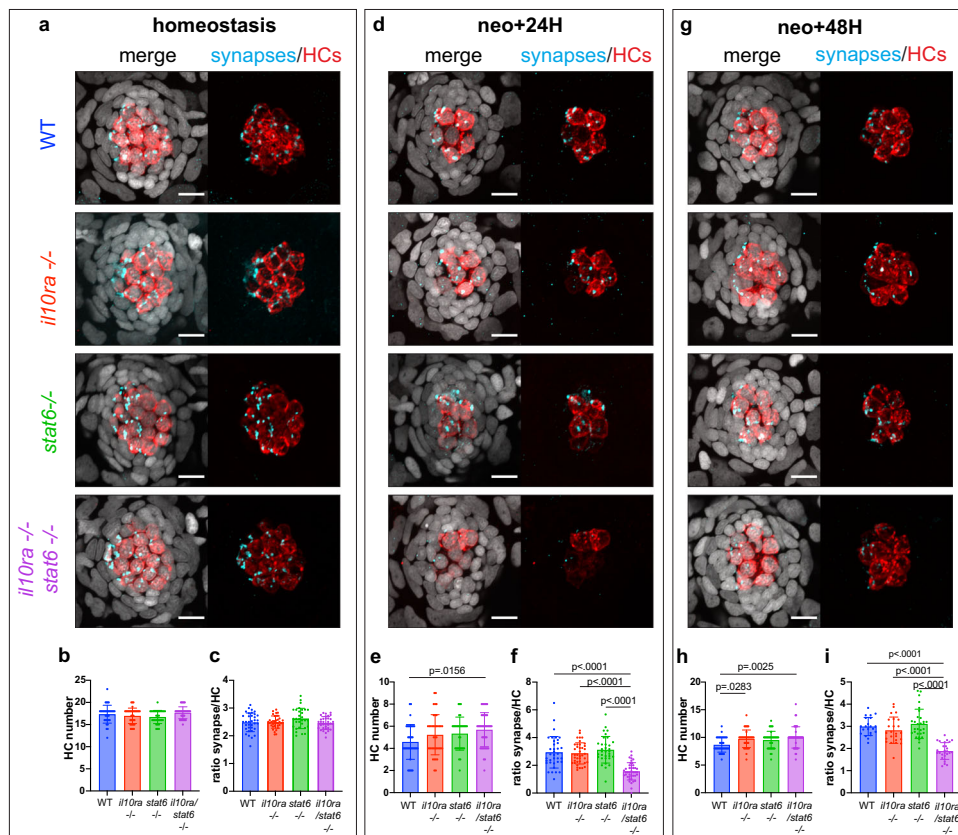 a
homeostasis
merge
synapses/HCs
d
neo+24H
merge
synapses/HCs
g
neo+48H
merge
synapses/HCs
WT
il10ra -/-
stat6-/-
il10ra -/-
stat6 -/-
b
HC number
25
20
15
10
5
0
WT
il10ra
-/-
stat6
-/-
il10ra/
stat6
-/-
c
ratio synapse/HC
4
3
2
1
0
WT
il10ra
-/-
stat6
-/-
il10ra
/stat6
-/-
e
HC number
10
8
6
4
2
0
p=.0156
WT
il10ra
-/-
stat6
-/-
il10ra
/stat6
-/-
f
ratio synapse/HC
8
7
6
5
4
3
2
1
0
p<.0001
p<.0001
p<.0001
WT
il10ra
-/-
stat6
-/-
il10ra
/stat6
-/-
h
HC number
20
15
10
5
0
p=.0025
p=.0283
WT
il10ra
-/-
stat6
-/-
il10ra
/stat6
-/-
i
ratio synapse/HC
5
4
3
2
1
0
p<.0001
p<.0001
p<.0001
WT
il10ra
-/-
stat6
-/-
il10ra
/stat6
-/-